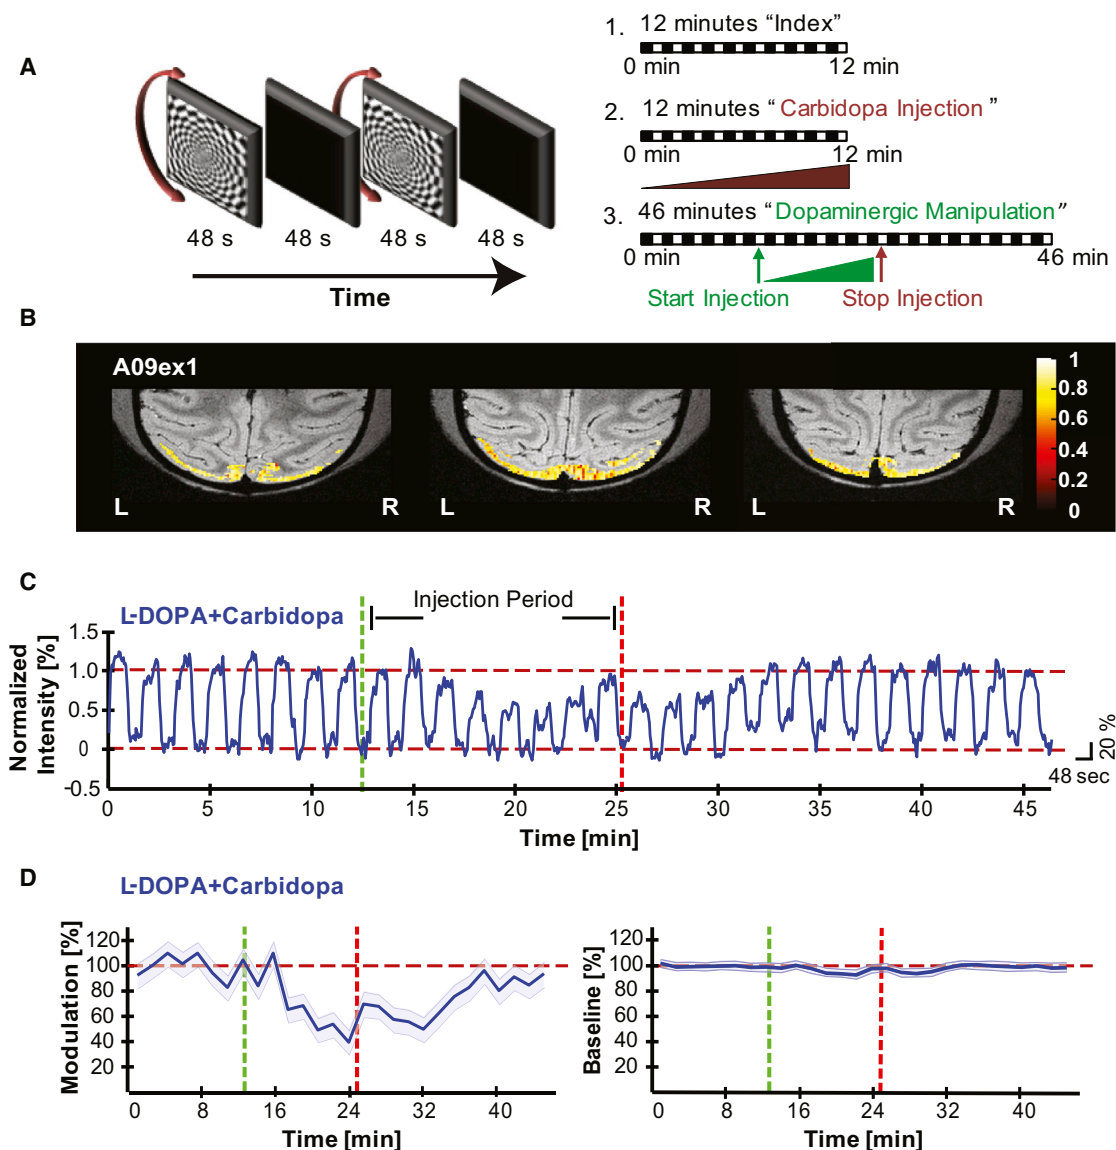 A
48 s
48 s
48 s
48 s
Time
1. 12 minutes “Index”
0 min
12 min
2. 12 minutes “Carbidopa Injection ”
0 min
12 min
3. 46 minutes “Dopaminergic Manipulation”
0 min
46 min
Start Injection
Stop Injection
B
A09ex1
L
R
L
R
L
R
1
0.8
0.6
0.4
0.2
0
C
L-DOPA+Carbidopa
Injection Period
Normalized
Intensity [%]
1.5
1.0
0.5
0
-0.5
0
5
10
15
20
25
30
35
40
45
Time [min]
20 %
48 sec
D
L-DOPA+Carbidopa
Modulation [%]
120
100
80
60
40
20
0
8
16
24
32
40
Time [min]
Baseline [%]
120
100
80
60
40
20
0
8
16
24
32
40
Time [min]